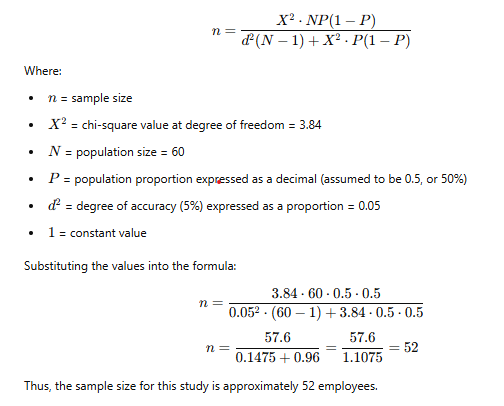 n = X² · NP(1 − P) / d²(N − 1) + X² · P(1 − P)
Where:
• n = sample size
• X² = chi-square value at degree of freedom = 3.84
• N = population size = 60
• P = population proportion expressed as a decimal (assumed to be 0.5, or 50%)
• d² = degree of accuracy (5%) expressed as a proportion = 0.05
• 1 = constant value
Substituting the values into the formula:
n = 3.84 · 60 · 0.5 · 0.5 / 0.05² · (60 − 1) + 3.84 · 0.5 · 0.5
n = 57.6 / 0.1475 + 0.96 = 57.6 / 1.1075 = 52
Thus, the sample size for this study is approximately 52 employees.